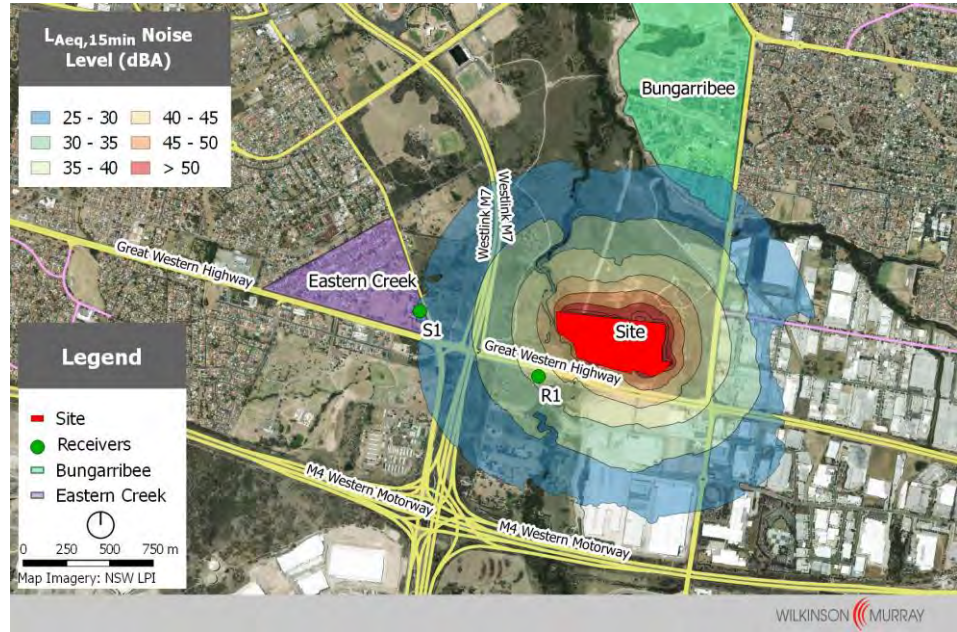 LAeq,15min Noise
Level (dBA)
25 - 30
40 - 45
30 - 35
45 - 50
35 - 40
> 50
Bungarribee
Westlink M7
Westlink M7
Great Western Highway
Eastern Creek
S1
Site
Great Western Highway
R1
M4 Western Motorway
M4 Western Motorway
Legend
Site
Receivers
Bungarribee
Eastern Creek
0 250 500 750 m
Map Imagery: NSW LPI
WILKINSON MURRAY